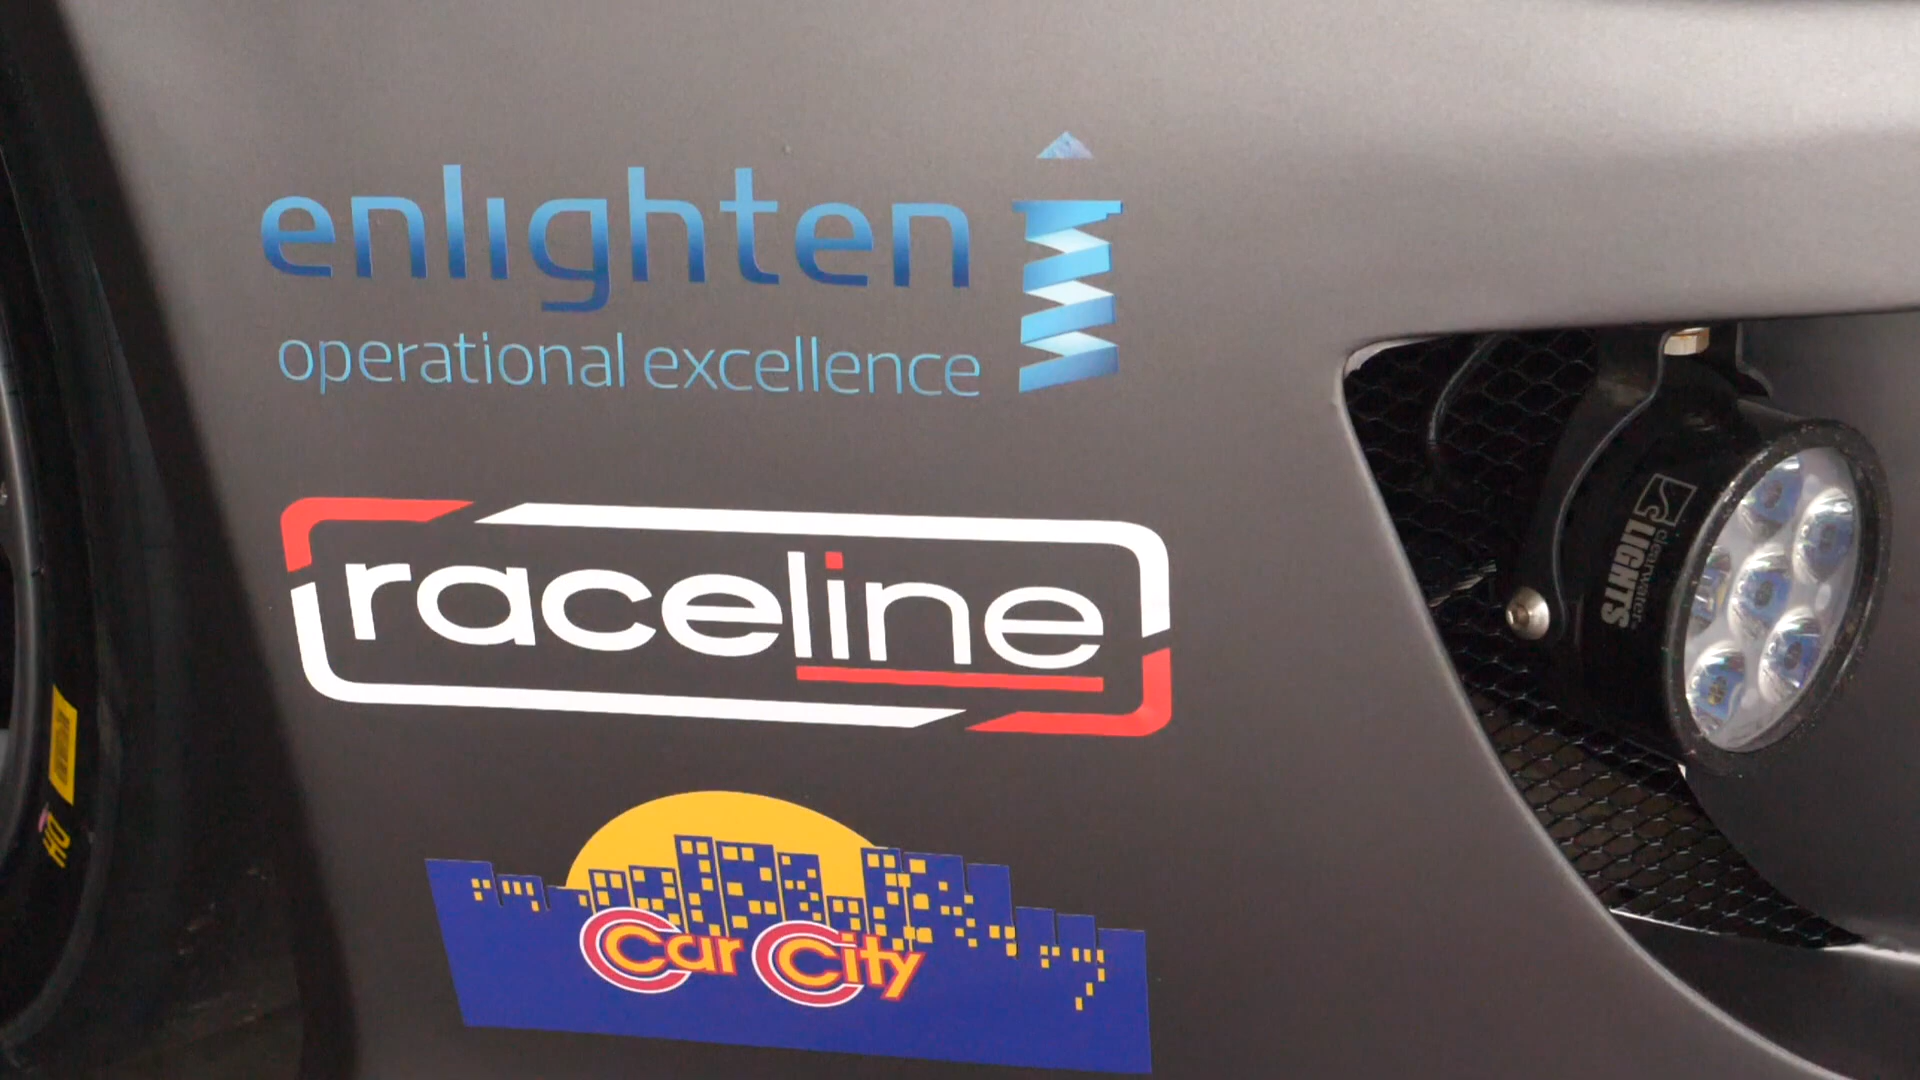 enlighten
operational excellence
raceline
Car City
clearwater
LIGHTS